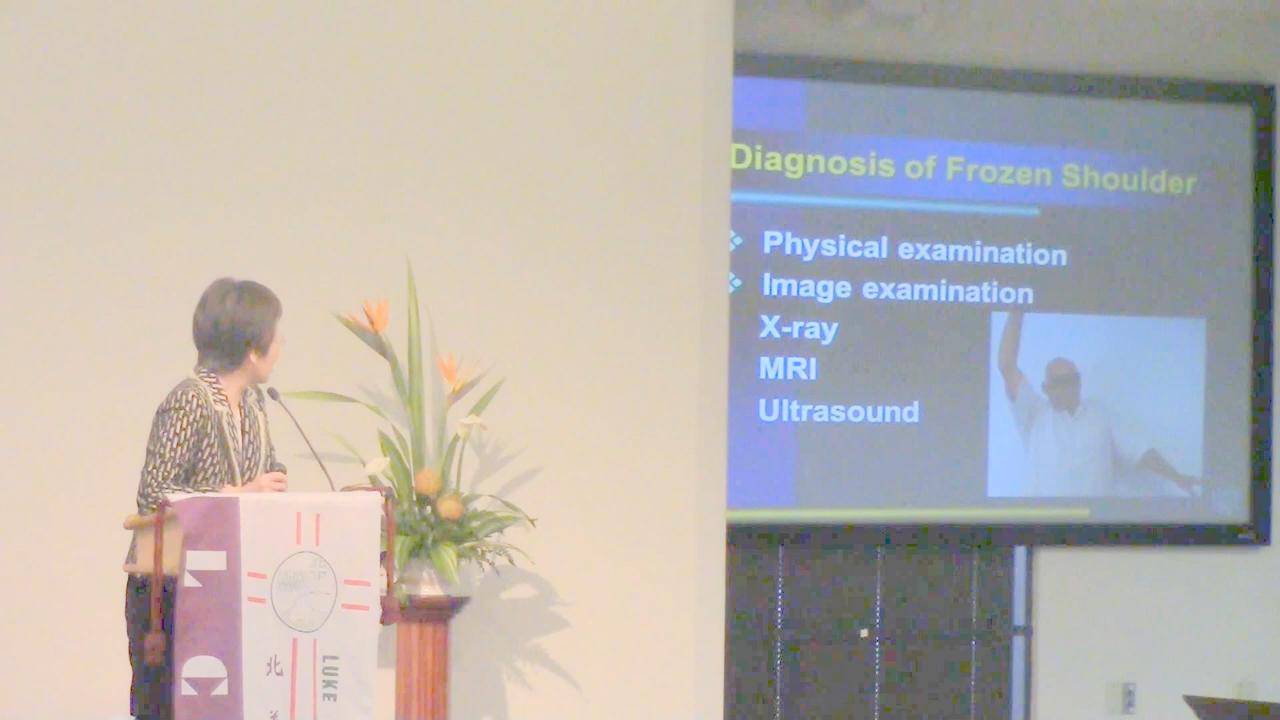 Diagnosis of Frozen Shoulder
Physical examination
Image examination
X-ray
MRI
Ultrasound
北
LUKE